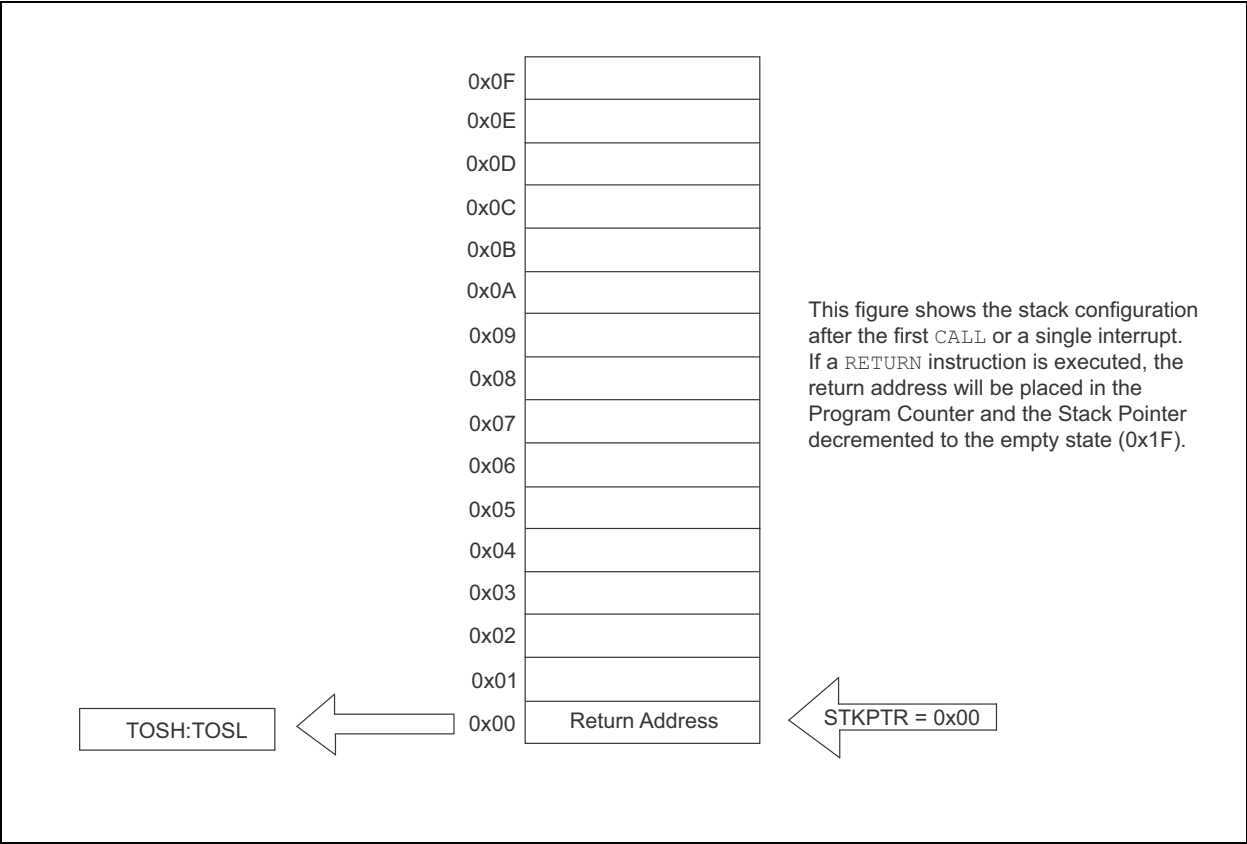 0x0F
0x0E
0x0D
0x0C
0x0B
0x0A
0x09
0x08
0x07
0x06
0x05
0x04
0x03
0x02
0x01
0x00
Return Address
TOSH:TOSL
STKPTR = 0x00
This figure shows the stack configuration
after the first CALL or a single interrupt.
If a RETURN instruction is executed, the
return address will be placed in the
Program Counter and the Stack Pointer
decremented to the empty state (0x1F).